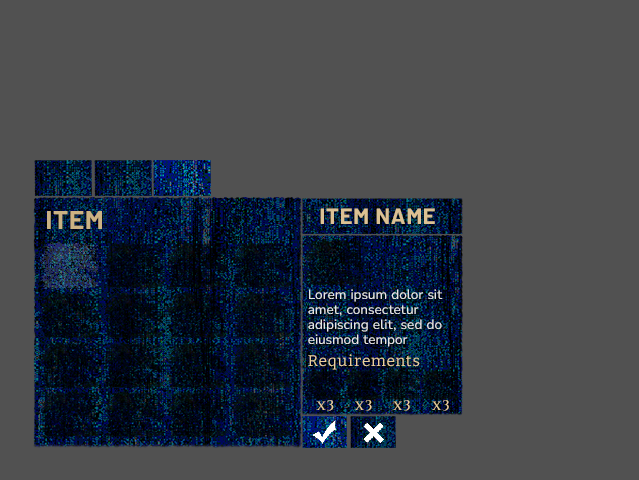 ITEM
ITEM NAME
Lorem ipsum dolor sit
amet, consectetur
adipiscing elit, sed do
eiusmod tempor
Requirements
x3 x3 x3 x3